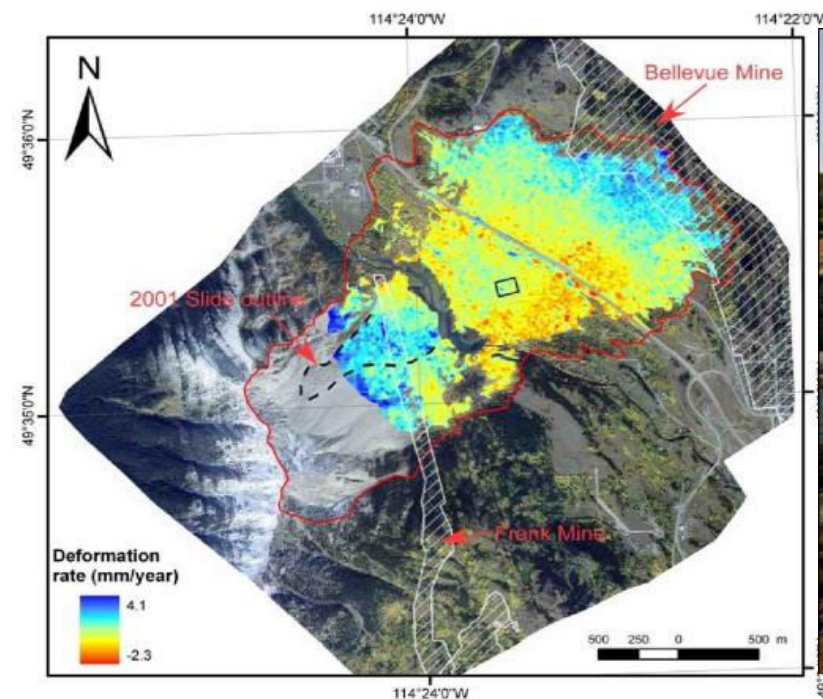 114°24'0"W
114°22'0"W
N
Bellevue Mine
49°36'0"N
2001 Slide outline
49°35'0"N
Frank Mine
Deformation
rate (mm/year)
4.1
-2.3
500 250 0 500 m
114°24'0"W